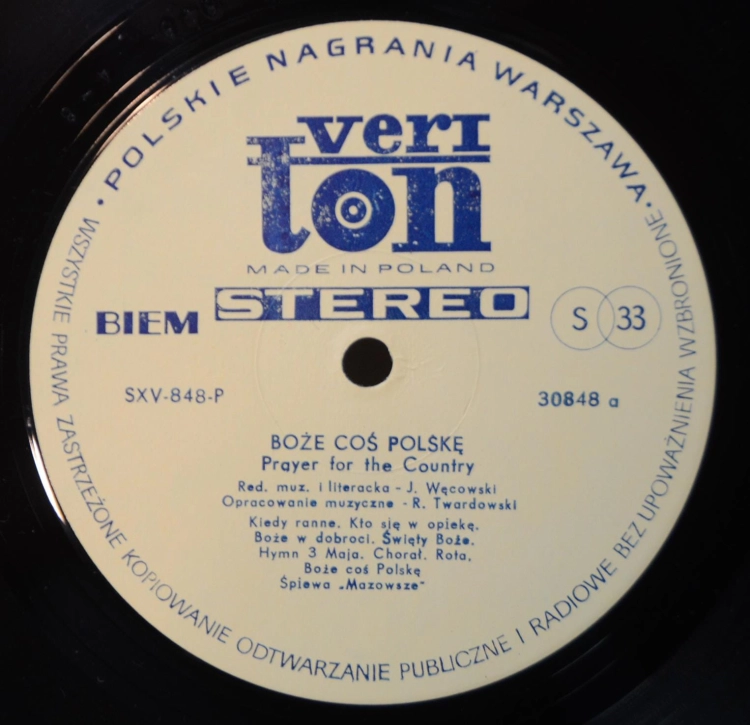 • POLSKIE NAGRANIA WARSZAWA •
veri
ton
MADE IN POLAND
STEREO
BIEM
S 33
SXV-848-P
30848 a
BOŻE COŚ POLSKĘ
Prayer for the Country
Red. muz. i literacka - J. Węcowski
Opracowanie muzyczne - R. Twardowski
Kiedy ranne. Kto się w opiekę.
Boże w dobroci. Święty Boże.
Hymn 3 Maja. Chorał. Rota.
Boże coś Polskę
Śpiewa „Mazowsze"
WSZYSTKIE PRAWA ZASTRZEŻONE KOPIOWANIE ODTWARZANIE PUBLICZNE I RADIOWE BEZ UPOWAŻNIENIA WZBRONIONE